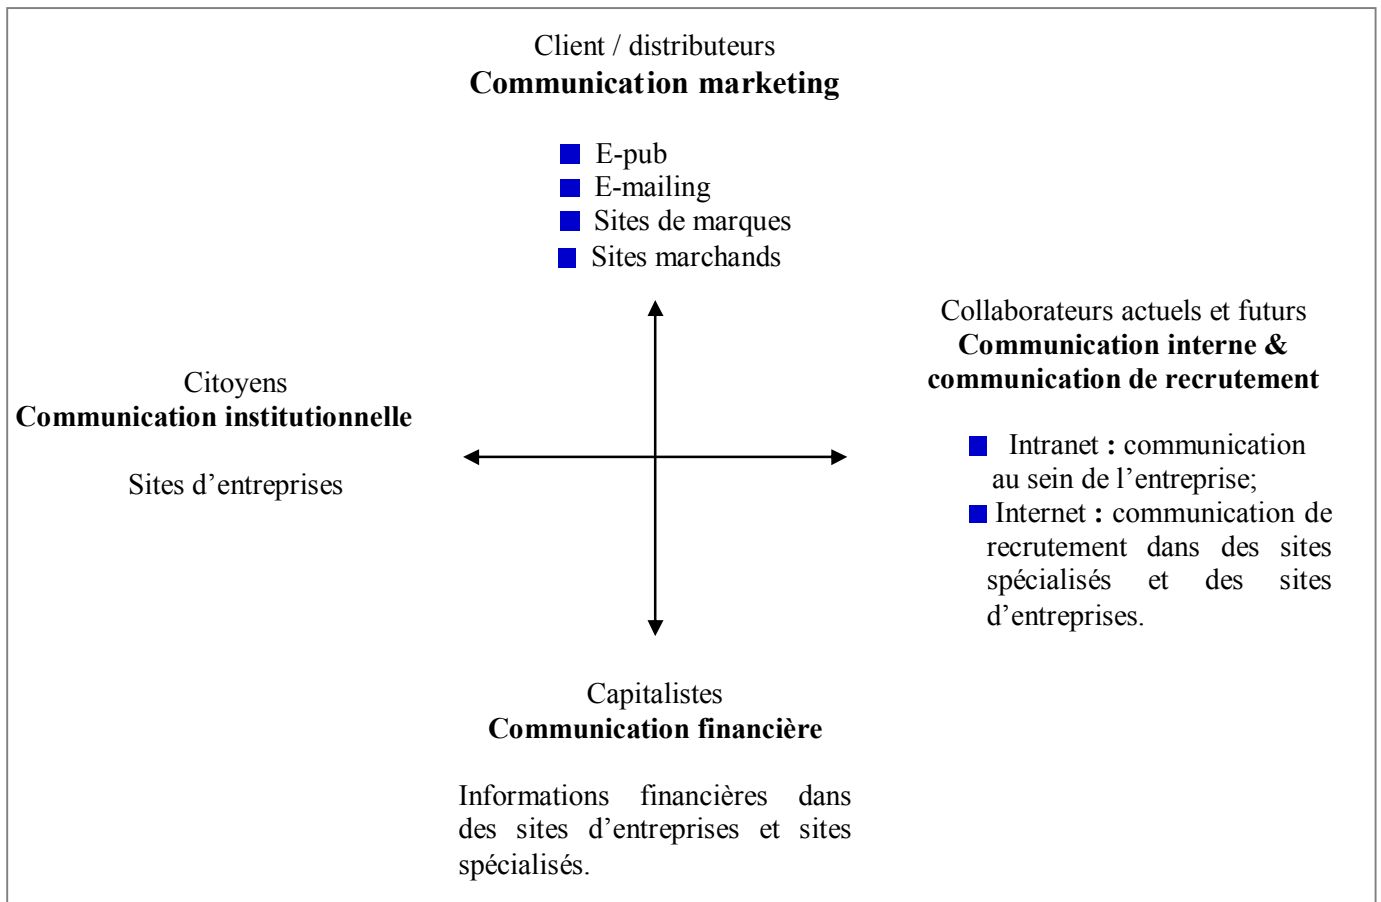 Client / distributeurs
Communication marketing
E-pub
E-mailing
Sites de marques
Sites marchands
Citoyens
Communication institutionnelle
Sites d’entreprises
Collaborateurs actuels et futurs
Communication interne &
communication de recrutement
Intranet : communication
au sein de l’entreprise;
Internet : communication de
recrutement dans des sites
spécialisés et des sites
d’entreprises.
Capitalistes
Communication financière
Informations financières dans
des sites d’entreprises et sites
spécialisés.